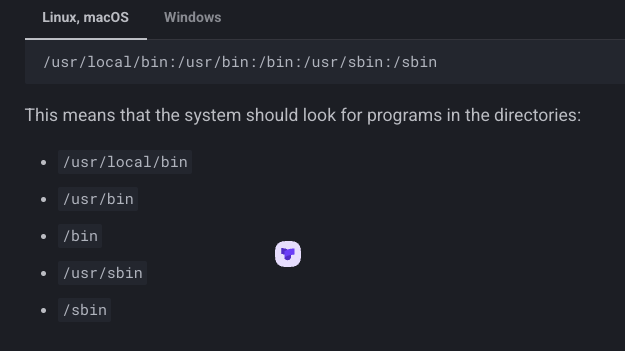 Linux, macOS Windows
/usr/local/bin:/usr/bin:/bin:/usr/sbin:/sbin
This means that the system should look for programs in the directories:
• /usr/local/bin
• /usr/bin
• /bin
• /usr/sbin
• /sbin